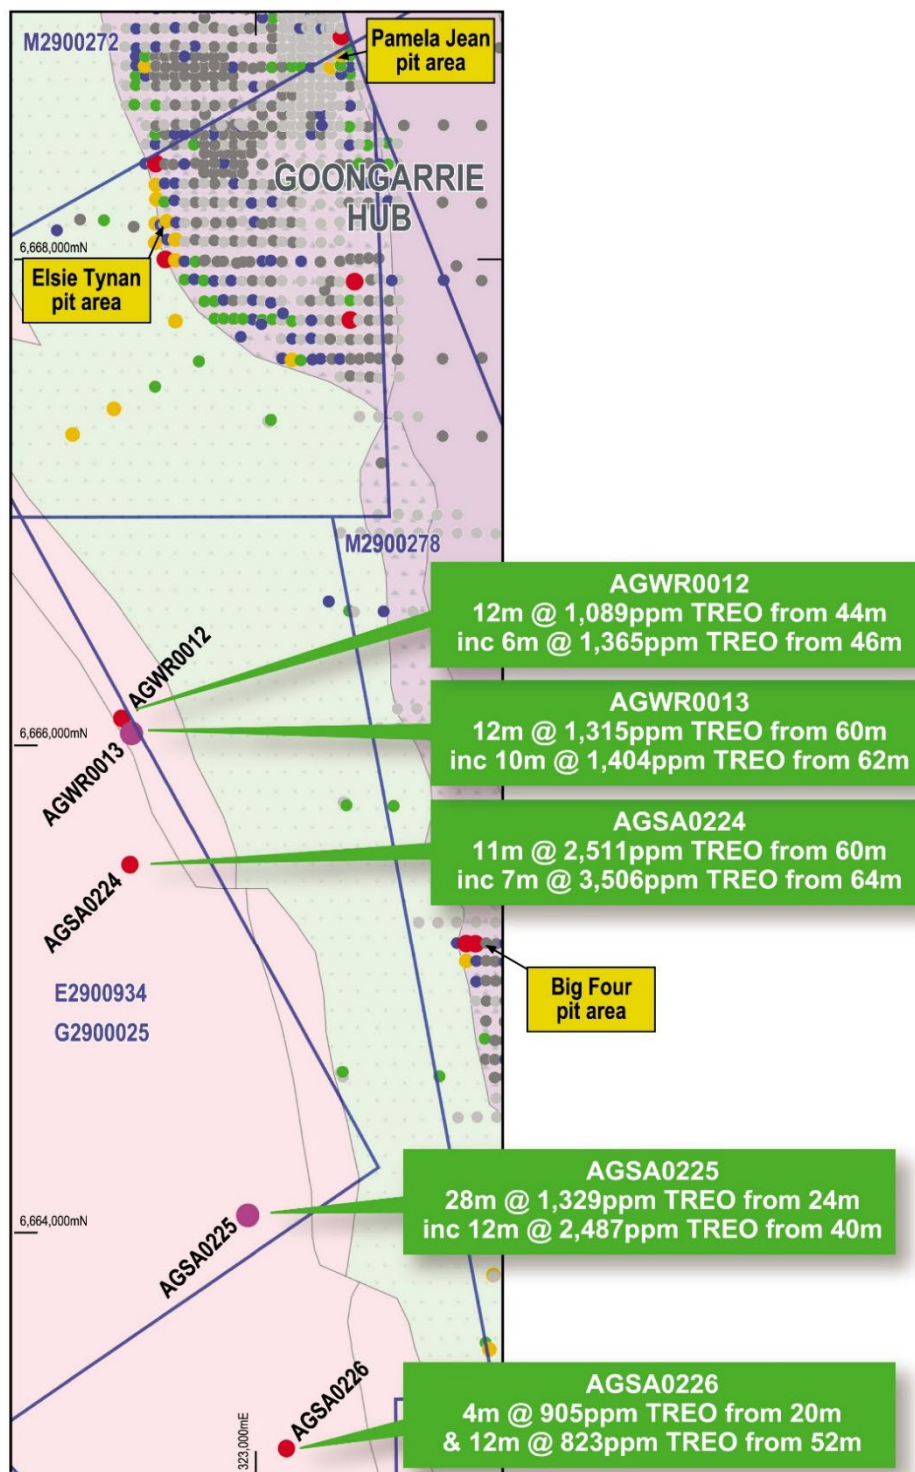 M2900272
Pamela Jean
pit area
GOONGARRIE
HUB
6,668,000mN
Elsie Tynan
pit area
M2900278
AGWR0012
12m @ 1,089ppm TREO from 44m
inc 6m @ 1,365ppm TREO from 46m
AGWR0012
AGWR0013
12m @ 1,315ppm TREO from 60m
inc 10m @ 1,404ppm TREO from 62m
6,666,000mN
AGWR0013
AGSA0224
11m @ 2,511ppm TREO from 60m
inc 7m @ 3,506ppm TREO from 64m
AGSA0224
E2900934
G2900025
Big Four
pit area
AGSA0225
28m @ 1,329ppm TREO from 24m
inc 12m @ 2,487ppm TREO from 40m
6,664,000mN
AGSA0225
AGSA0226
4m @ 905ppm TREO from 20m
& 12m @ 823ppm TREO from 52m
AGSA0226
323,000mE